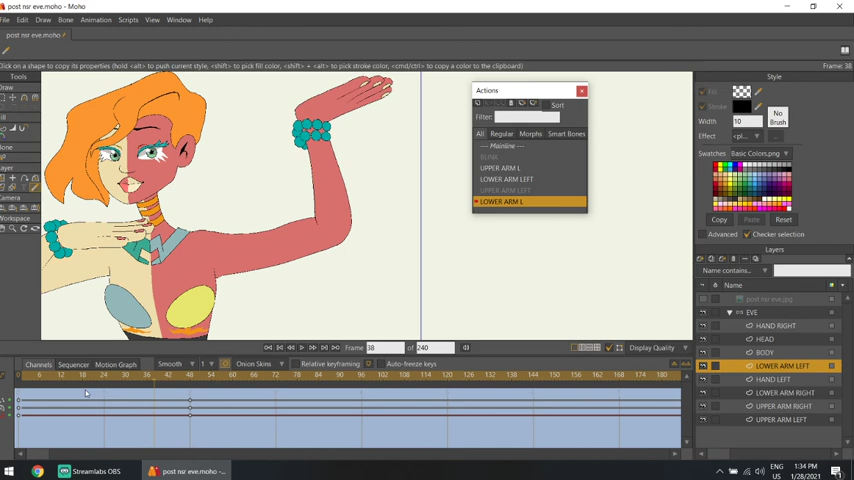 post nsr eve.moho - Moho
File Edit Draw Bone Animation Scripts View Window Help
post nsr eve.moho
Click on a shape to copy its properties (hold <alt> to push current style, <shift> to pick fill color, <shift> + <alt> to pick stroke color, <cmd/ctrl> to copy a color to the clipboard)
Frame: 38
Tools
Draw
Fill
Bone
Layer
Camera
Workspace
Actions
Sort
Filter:
All Regular Morphs Smart Bones
--- Mainline ---
BLINK
UPPER ARM L
LOWER ARM LEFT
UPPER ARM LEFT
LOWER ARM L
Style
Fill
Stroke
Width 10
No Brush
Effect <pl...
Swatches Basic Colors.png
Copy Paste Reset
Advanced Checker selection
Layers
Name contains...
Name
post nsr eve.jpg
EVE
HAND RIGHT
HEAD
BODY
LOWER ARM LEFT
HAND LEFT
LOWER ARM RIGHT
UPPER ARM RIGHT
UPPER ARM LEFT
Frame 38 of 240 Display Quality
Channels Sequencer Motion Graph Smooth 1 Onion Skins Relative keyframing Auto-freeze keys
6 12 18 24 30 36 42 48 54 60 66 72 78 84 90 96 102 108 114 120 126 132 138 144 150 156 162 168 174 180
Streamlabs OBS
post nsr eve.moho -...
ENG
US
1:34 PM
1/28/2021